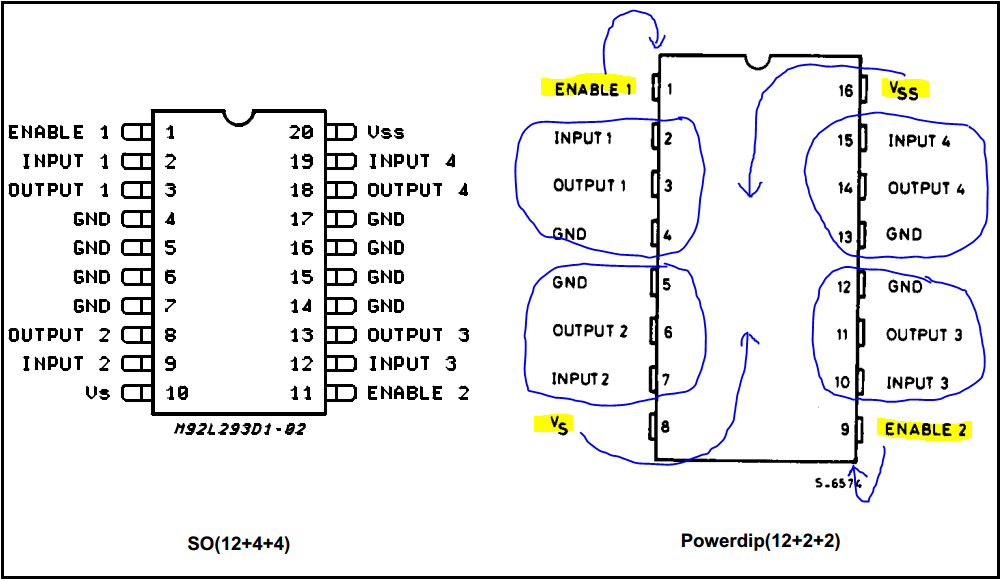 ENABLE 1 1 20 Vss
INPUT 1 2 19 INPUT 4
OUTPUT 1 3 18 OUTPUT 4
GND 4 17 GND
GND 5 16 GND
GND 6 15 GND
GND 7 14 GND
OUTPUT 2 8 13 OUTPUT 3
INPUT 2 9 12 INPUT 3
Vs 10 11 ENABLE 2
M92L293D1-02
SO(12+4+4)
ENABLE 1 1 16 VSS
INPUT 1 2 15 INPUT 4
OUTPUT 1 3 14 OUTPUT 4
GND 4 13 GND
GND 5 12 GND
OUTPUT 2 6 11 OUTPUT 3
INPUT 2 7 10 INPUT 3
VS 8 9 ENABLE 2
S-6574
Powerdip(12+2+2)